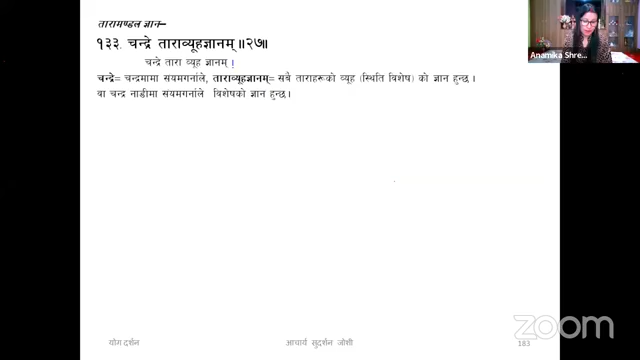 तारामण्डल ज्ञान–
१३३. चन्द्रे ताराव्यूहज्ञानम् ॥२७॥
चन्द्रे तारा व्यूह ज्ञानम् !
चन्द्रे= चन्द्रमामा संयमगर्नाले, ताराव्यूहज्ञानम्= सबै ताराहरूको व्यूह (स्थिति विशेष) को ज्ञान हुन्छ ।
वा चन्द्र नाडीमा संयमगर्नाले विशेषको ज्ञान हुन्छ ।
Anamika Shre...
zoom
योग दर्शन
आचार्य सुदर्शन जोशी
183